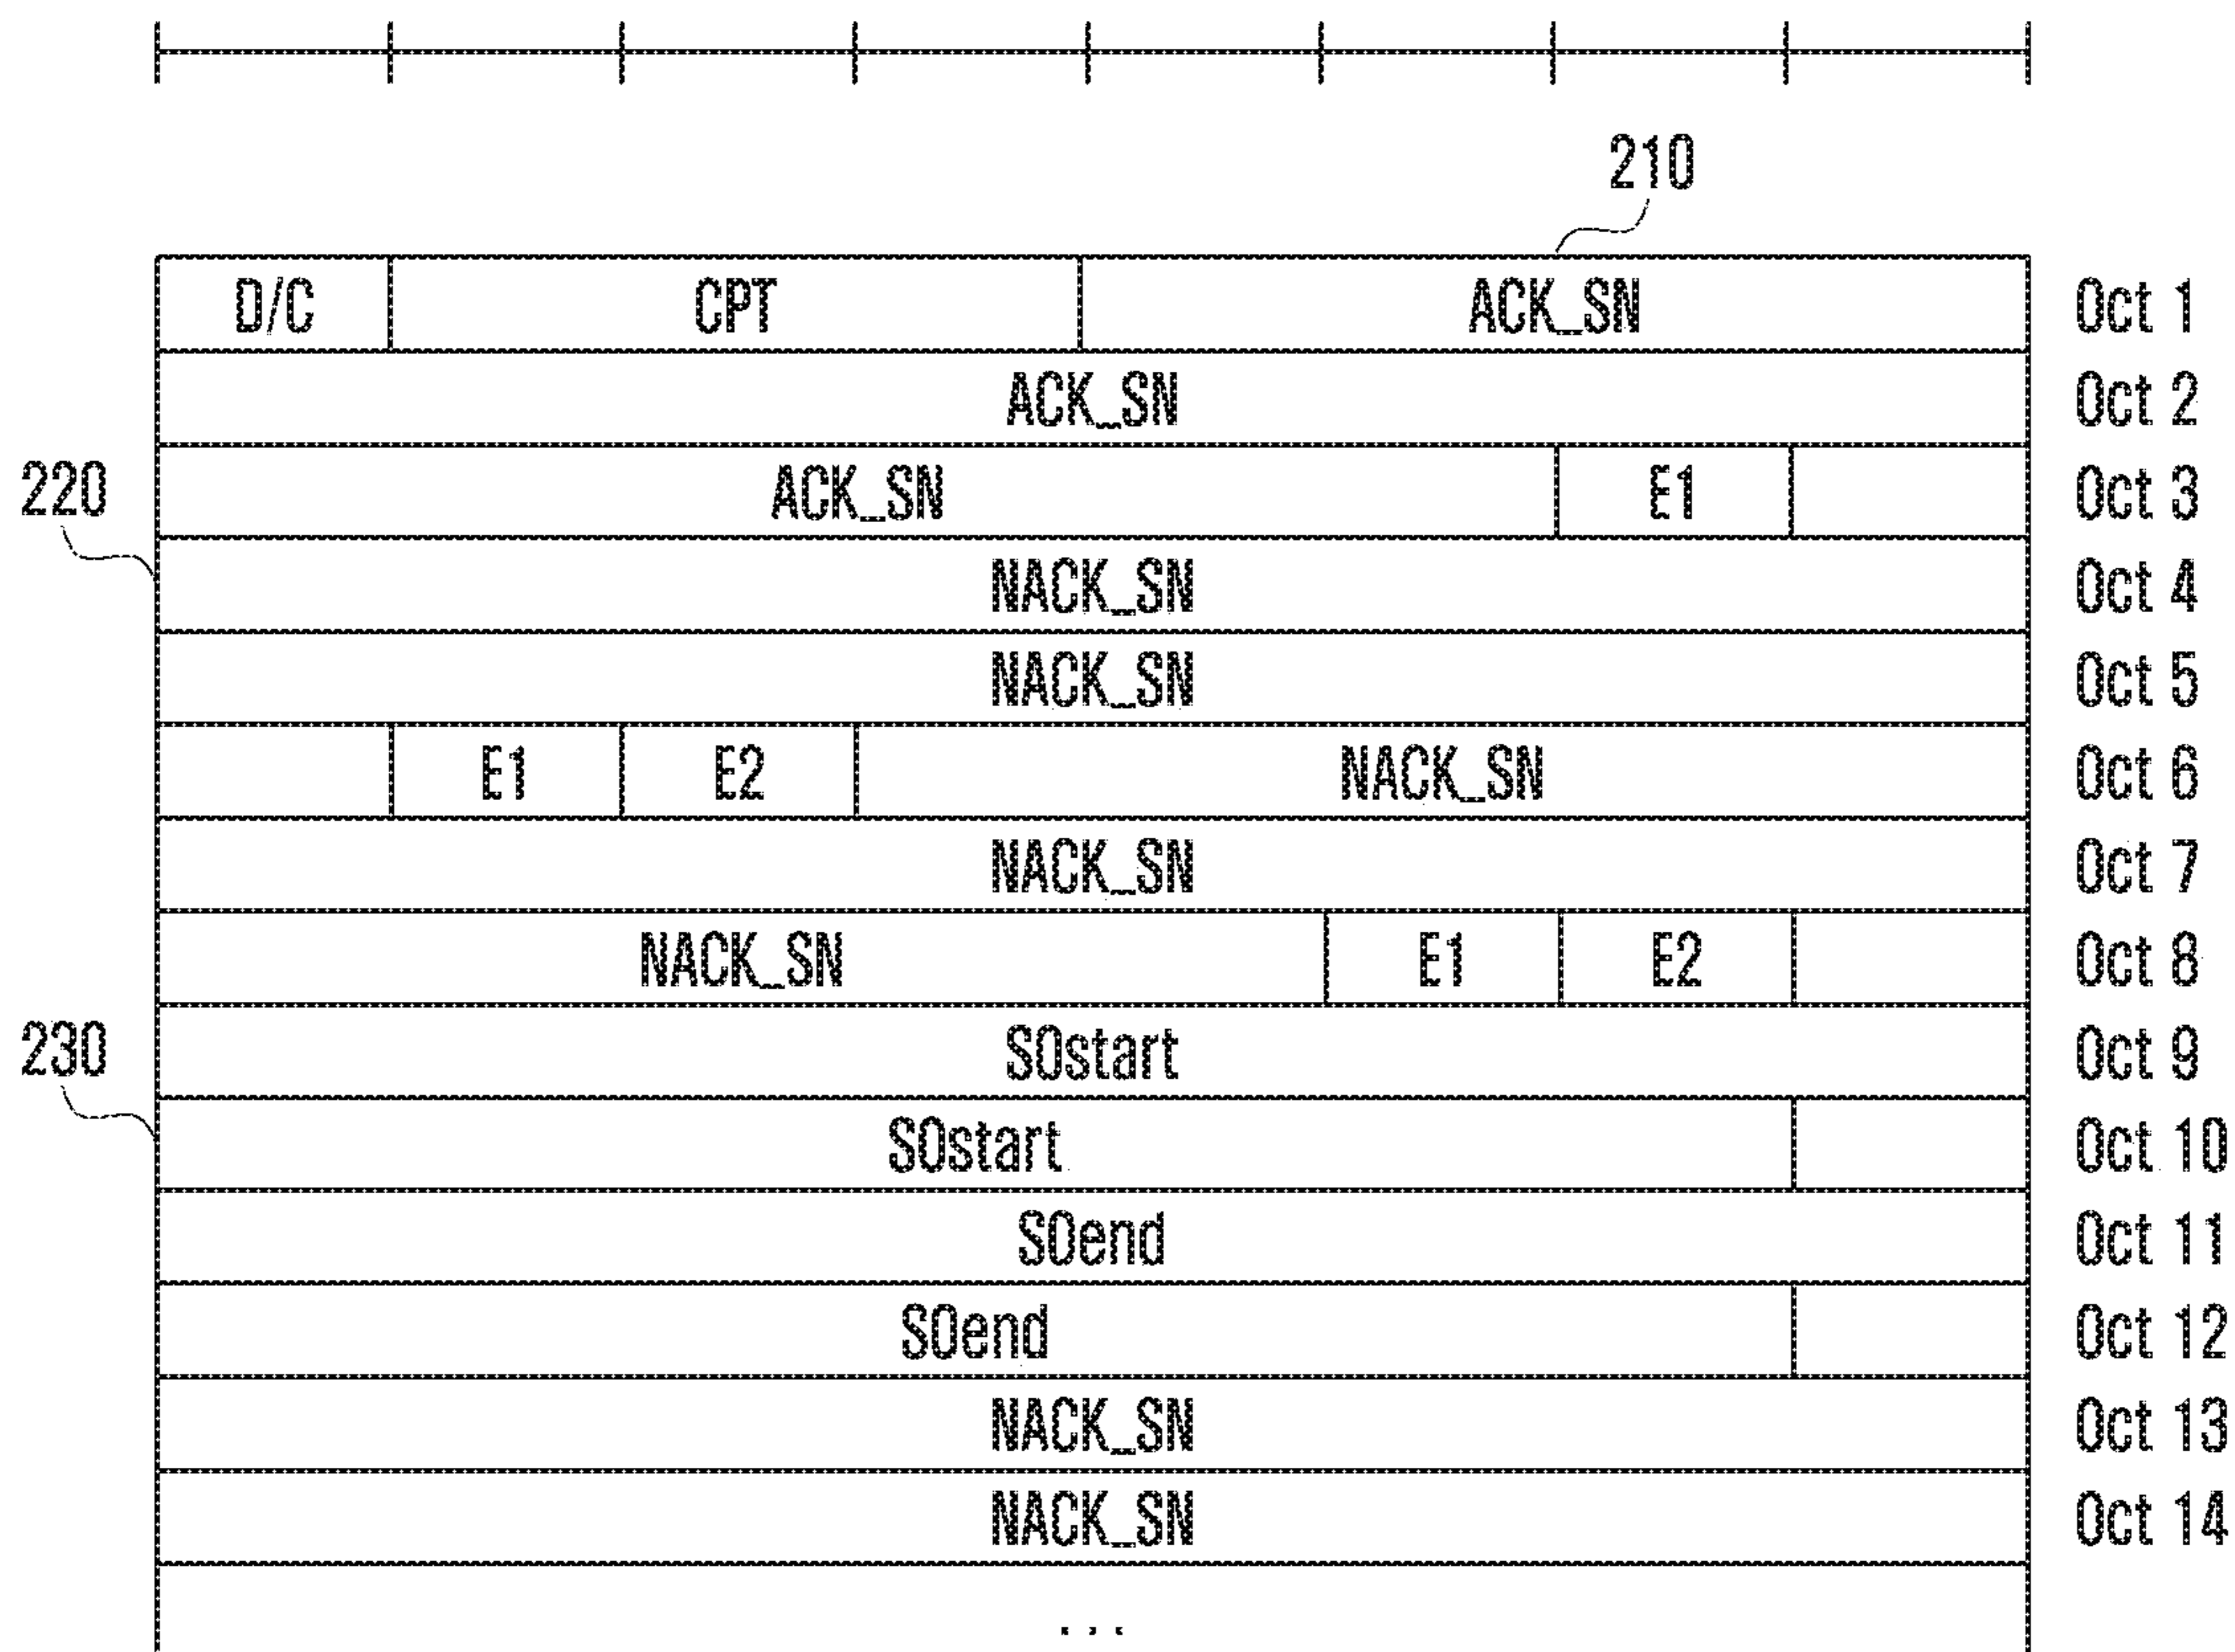 210
D/C CPT ACK_SN Oct 1
ACK_SN Oct 2
220 ACK_SN E1 Oct 3
NACK_SN Oct 4
NACK_SN Oct 5
E1 E2 NACK_SN Oct 6
NACK_SN Oct 7
NACK_SN E1 E2 Oct 8
230 SOstart Oct 9
SOstart Oct 10
SOend Oct 11
SOend Oct 12
NACK_SN Oct 13
NACK_SN Oct 14
...